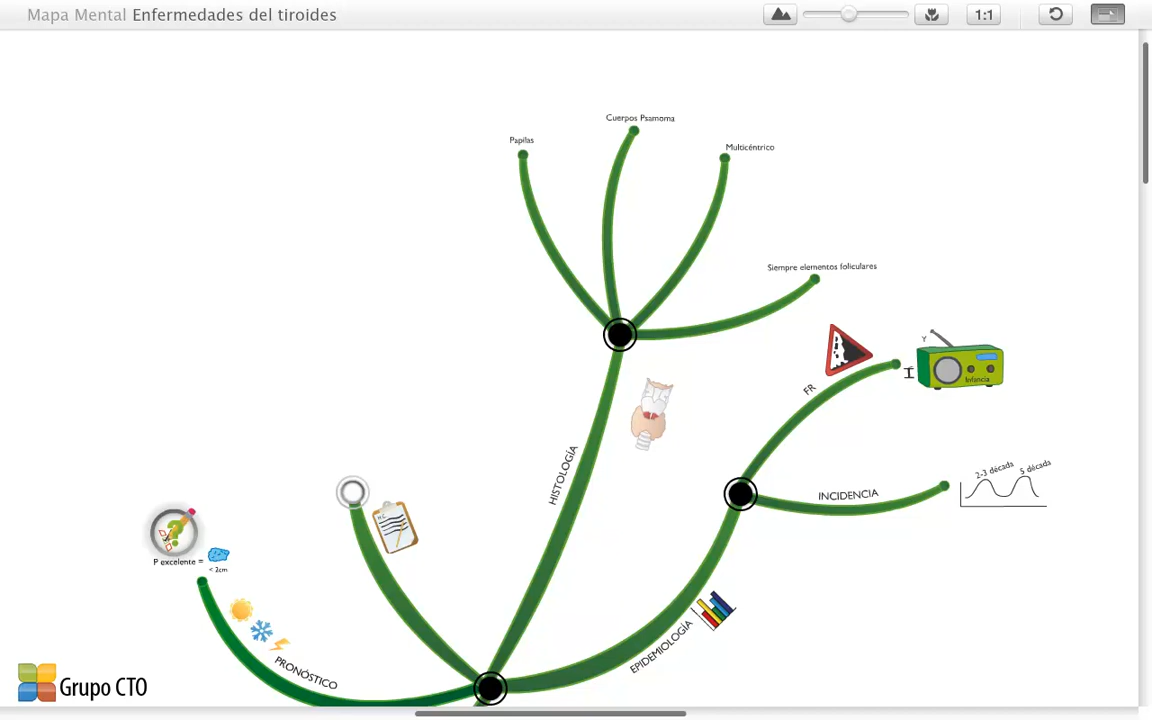 Mapa Mental Enfermedades del tiroides
1:1
Cuerpos Psamoma
Papilas
Multicéntrico
Siempre elementos foliculares
Y
Infancia
FR
HISTOLOGÍA
2-3 década
5 década
INCIDENCIA
H.C.
P excelente =
< 2cm
EPIDEMIOLOGÍA
PRONÓSTICO
Grupo CTO